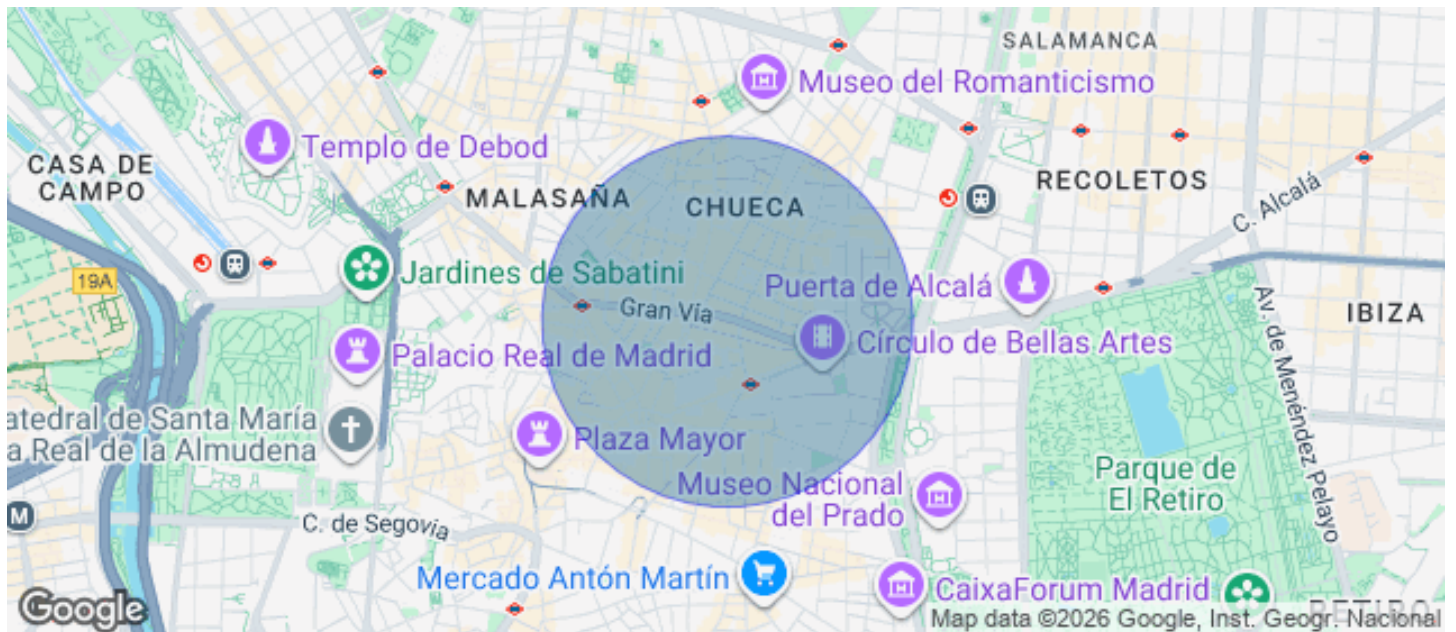 SALAMANCA
Museo del Romanticismo
Templo de Debod
CASA DE
CAMPO
MALASAÑA
CHUECA
RECOLETOS
C. Alcalá
Jardines de Sabatini
19A
Gran Vía
Puerta de Alcalá
IBIZA
Palacio Real de Madrid
Círculo de Bellas Artes
Av. de Menéndez Pelayo
atedral de Santa María
a Real de la Almudena
Plaza Mayor
Parque de
El Retiro
Museo Nacional
del Prado
M
C. de Segovia
Mercado Antón Martín
CaixaForum Madrid
RETIRO
Google
Map data ©2026 Google, Inst. Geogr. Nacional